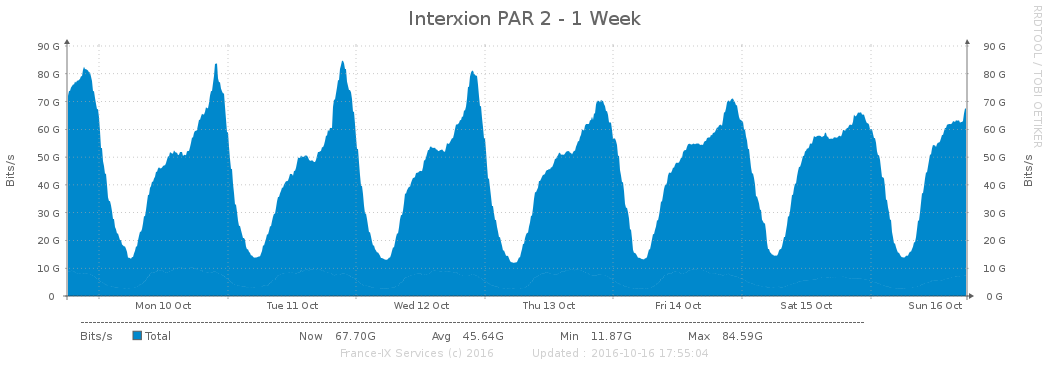 Interxion PAR 2 - 1 Week
RRDTOOL / TOBI OETIKER
90 G 90 G
80 G 80 G
70 G 70 G
60 G 60 G
50 G 50 G
40 G 40 G
30 G 30 G
20 G 20 G
10 G 10 G
0 0 G
Bits/s
Bits/s
Mon 10 Oct Tue 11 Oct Wed 12 Oct Thu 13 Oct Fri 14 Oct Sat 15 Oct Sun 16 Oct
Bits/s Total Now 67.70G Avg 45.64G Min 11.87G Max 84.59G
France-IX Services (c) 2016 Updated : 2016-10-16 17:55:04